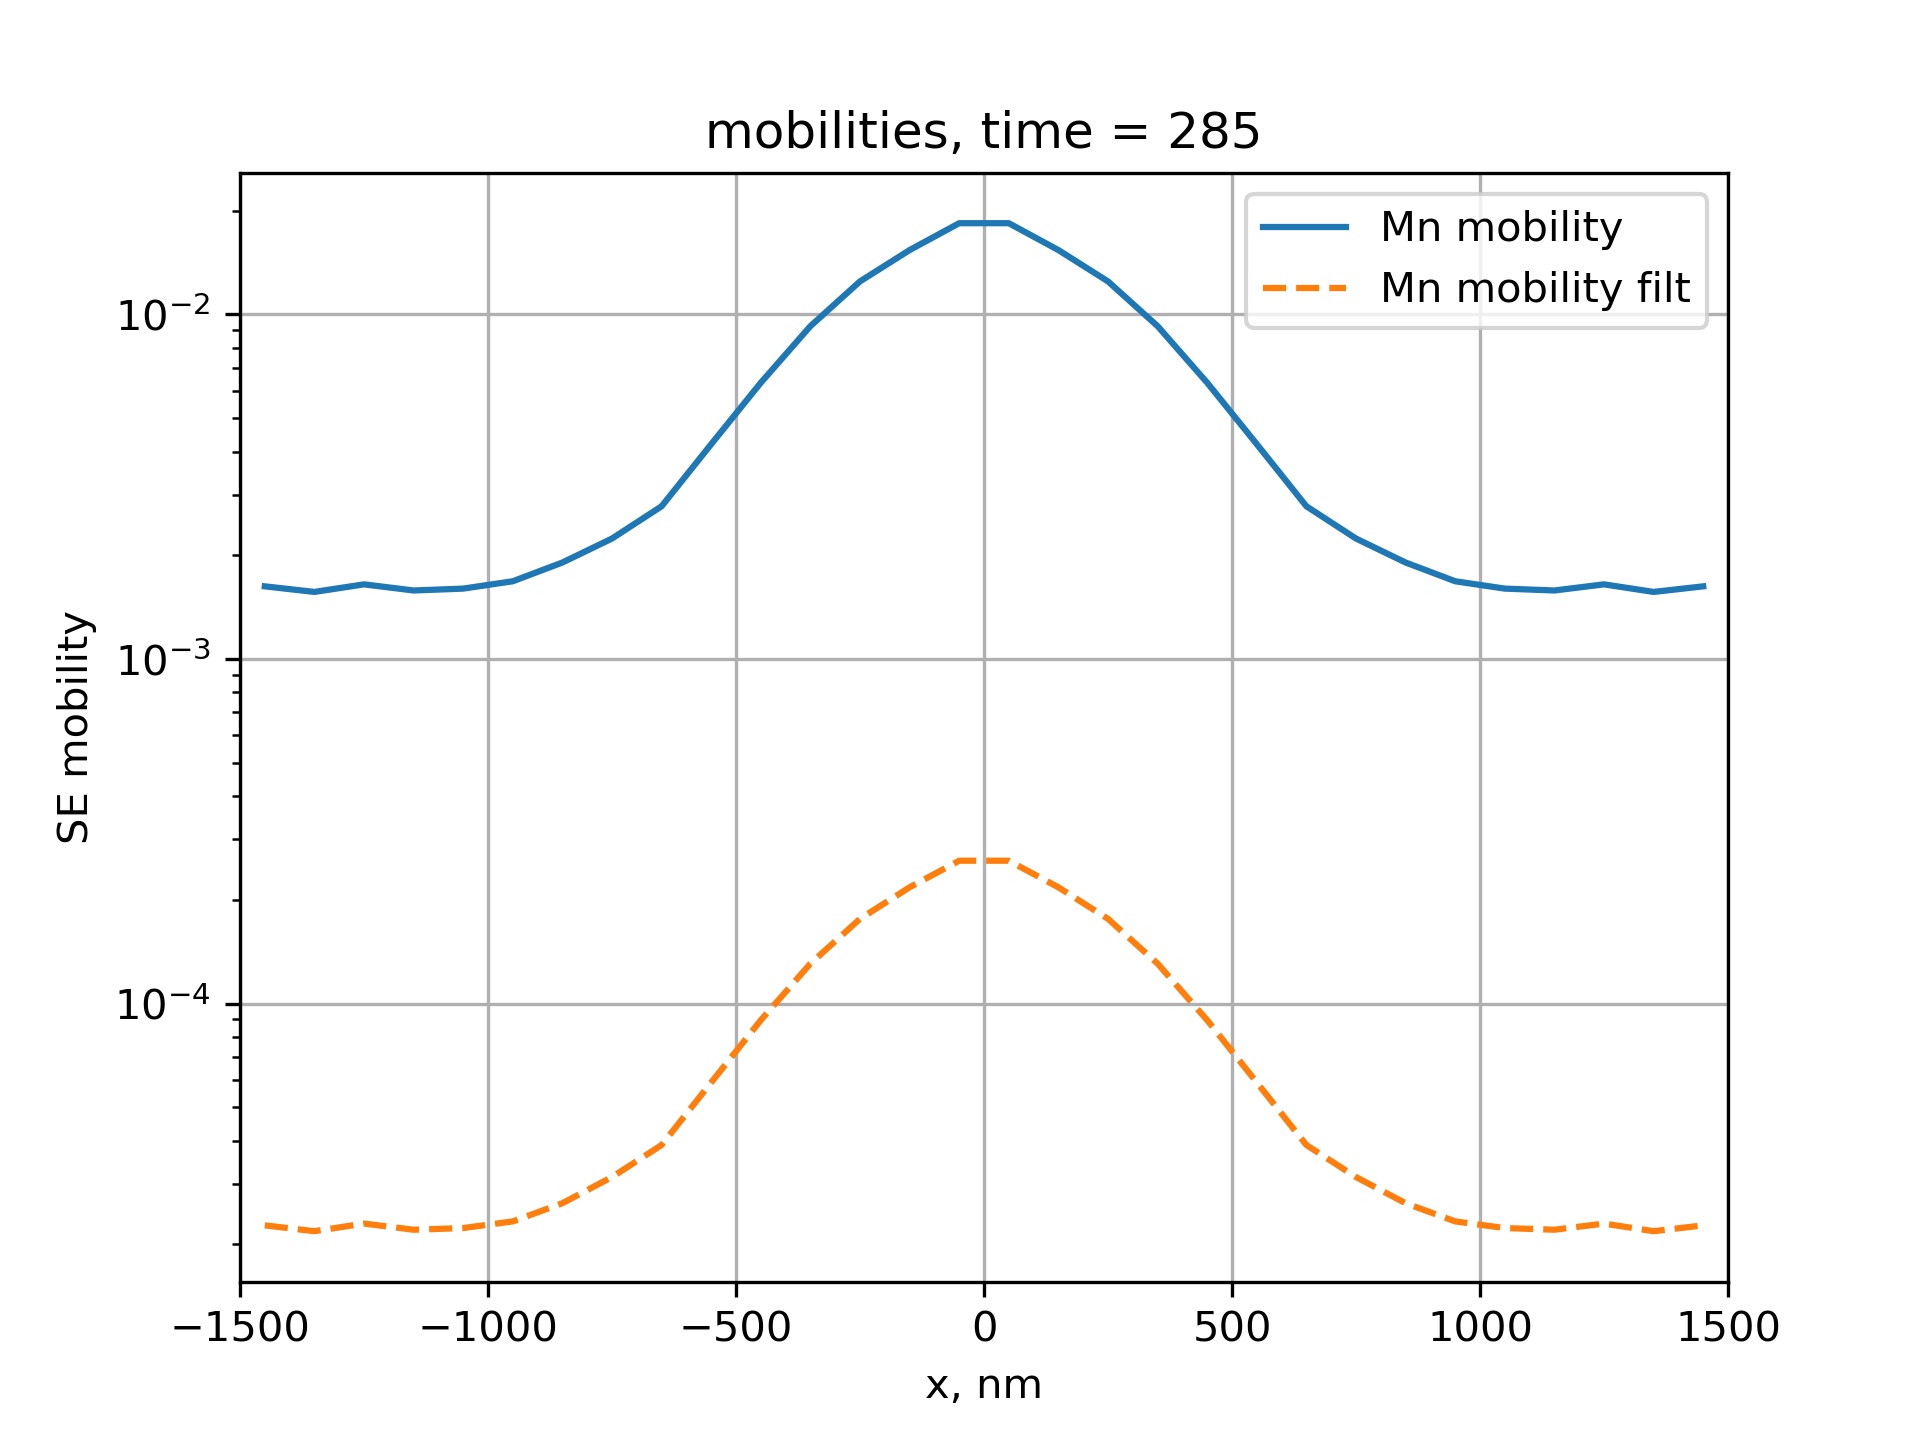 mobilities, time = 285
Mn mobility
Mn mobility filt
SE mobility
10⁻²
10⁻³
10⁻⁴
−1500 −1000 −500 0 500 1000 1500
x, nm